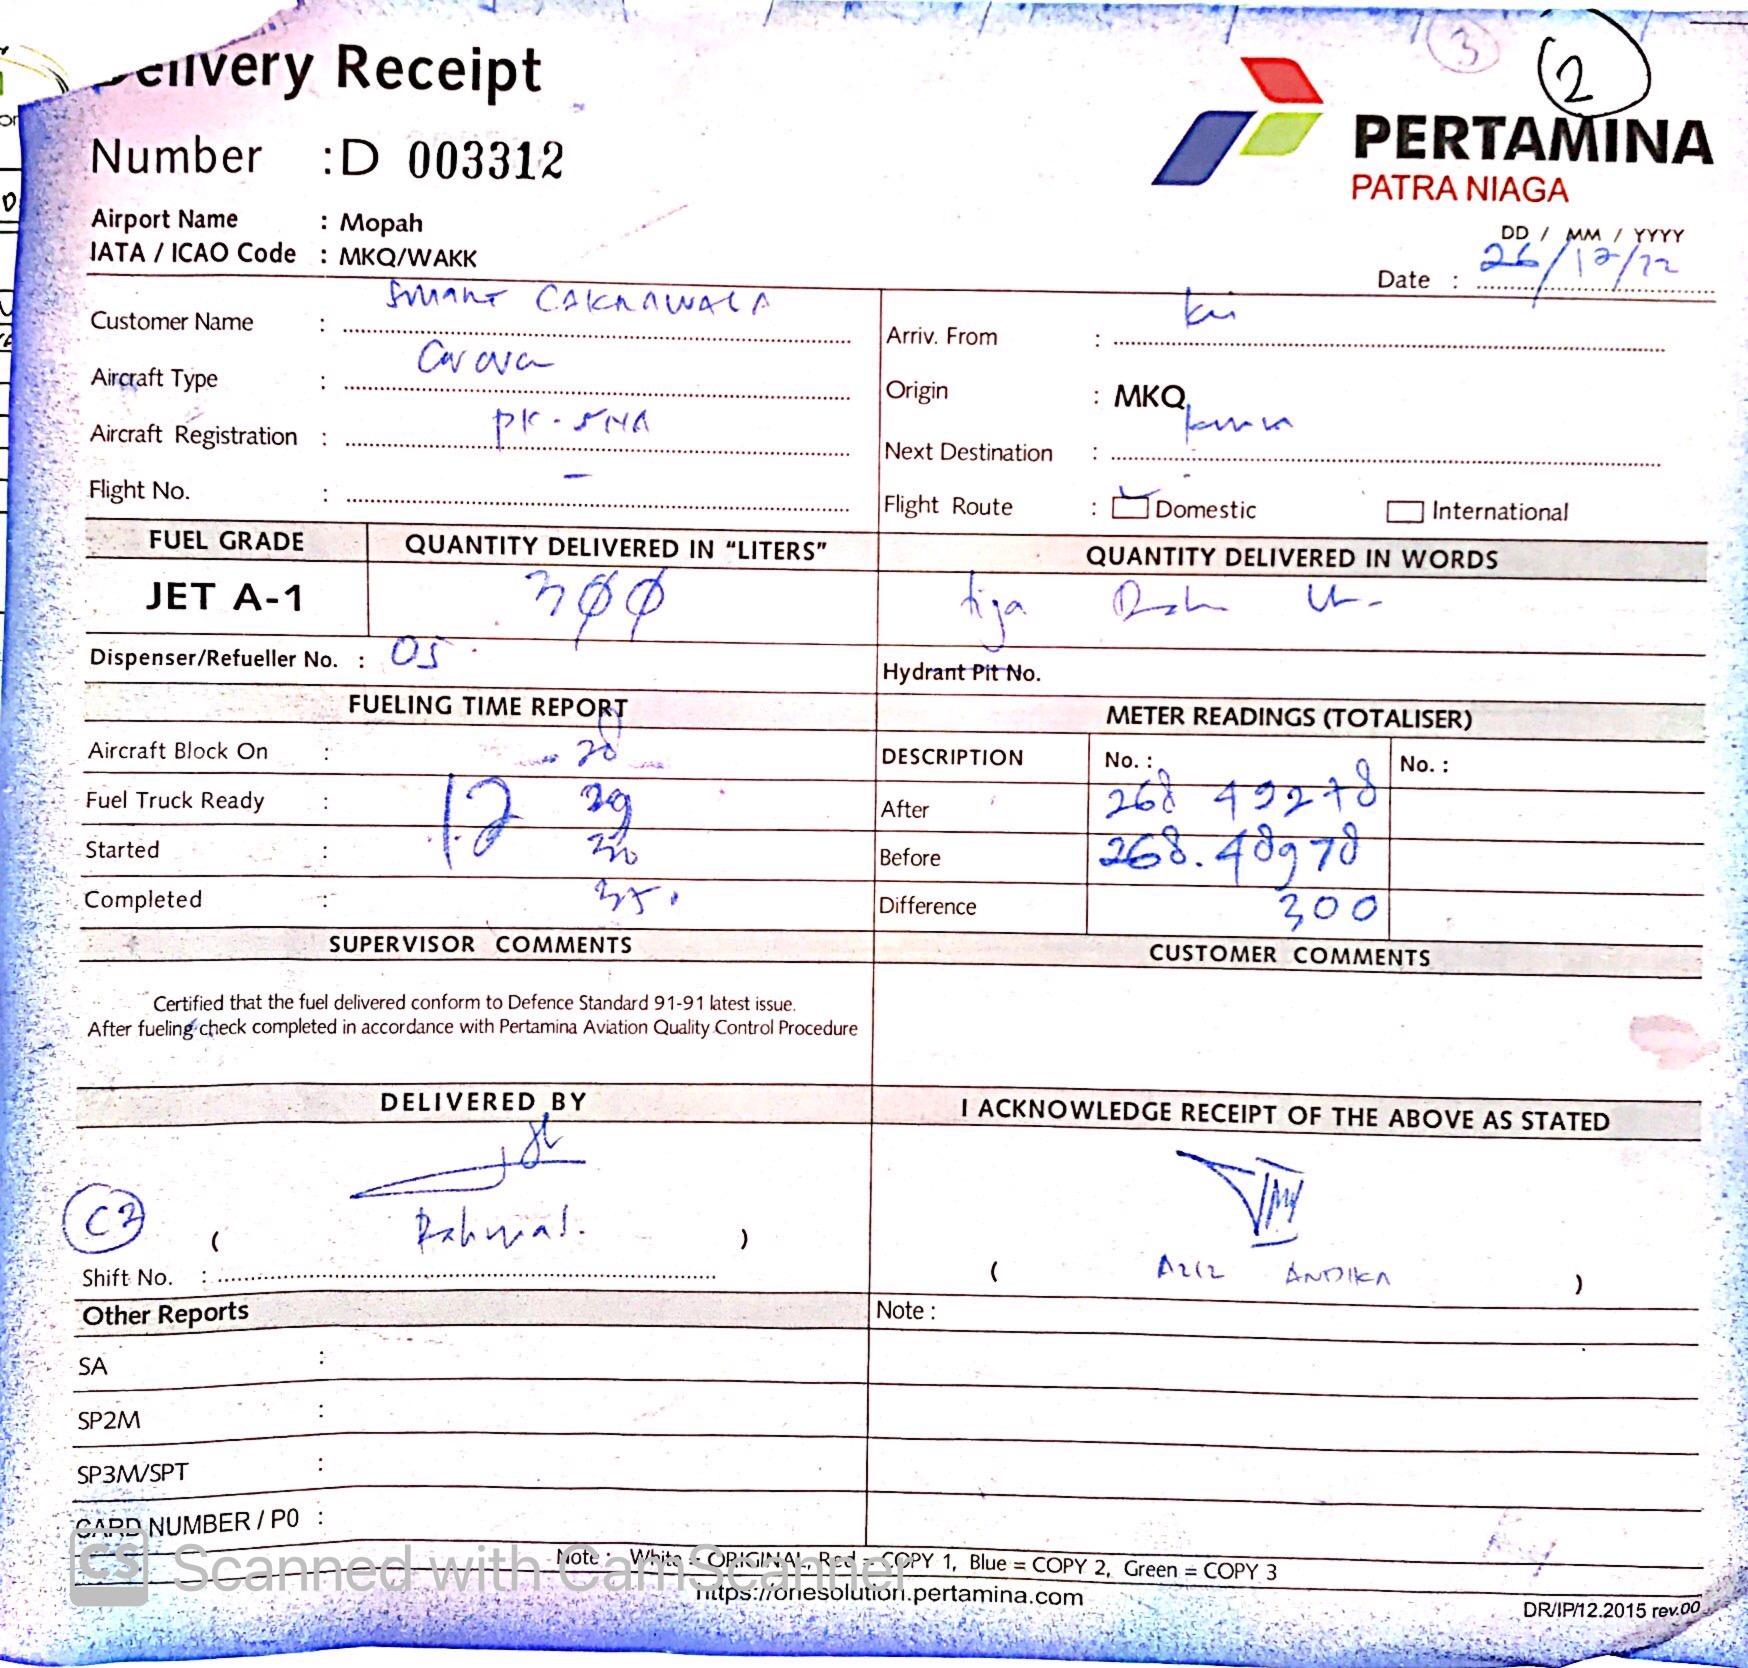 Delivery Receipt
3
2
PERTAMINA
PATRA NIAGA
Number : D 003312
Airport Name : Mopah
IATA / ICAO Code : MKQ/WAKK
DD / MM / YYYY
Date : 26/12/22
Customer Name : SMART CAKRAWALA
Aircraft Type : Caravan
Aircraft Registration : PK-SNA
Flight No. : -
Arriv. From :
Origin : MKQ
Next Destination :
Flight Route : Domestic International
FUEL GRADE QUANTITY DELIVERED IN "LITERS" QUANTITY DELIVERED IN WORDS
JET A-1 300 tiga
Dispenser/Refueller No. : 05
Hydrant Pit No.
FUELING TIME REPORT
Aircraft Block On : 28
Fuel Truck Ready : 12 29
Started : 30
Completed : 35.
METER READINGS (TOTALISER)
DESCRIPTION No. : No. :
After 268 49278
Before 268.48978
Difference 300
SUPERVISOR COMMENTS CUSTOMER COMMENTS
Certified that the fuel delivered conform to Defence Standard 91-91 latest issue.
After fueling check completed in accordance with Pertamina Aviation Quality Control Procedure
DELIVERED BY
I ACKNOWLEDGE RECEIPT OF THE ABOVE AS STATED
( )
Shift No. :
( AZIZ ANDIKA )
Other Reports
Note :
SA :
SP2M :
SP3M/SPT :
CARD NUMBER / PO :
Note : White = ORIGINAL, Red = COPY 1, Blue = COPY 2, Green = COPY 3
https://onesolution.pertamina.com
DR/IP/12.2015 rev.00
CS Scanned with CamScanner